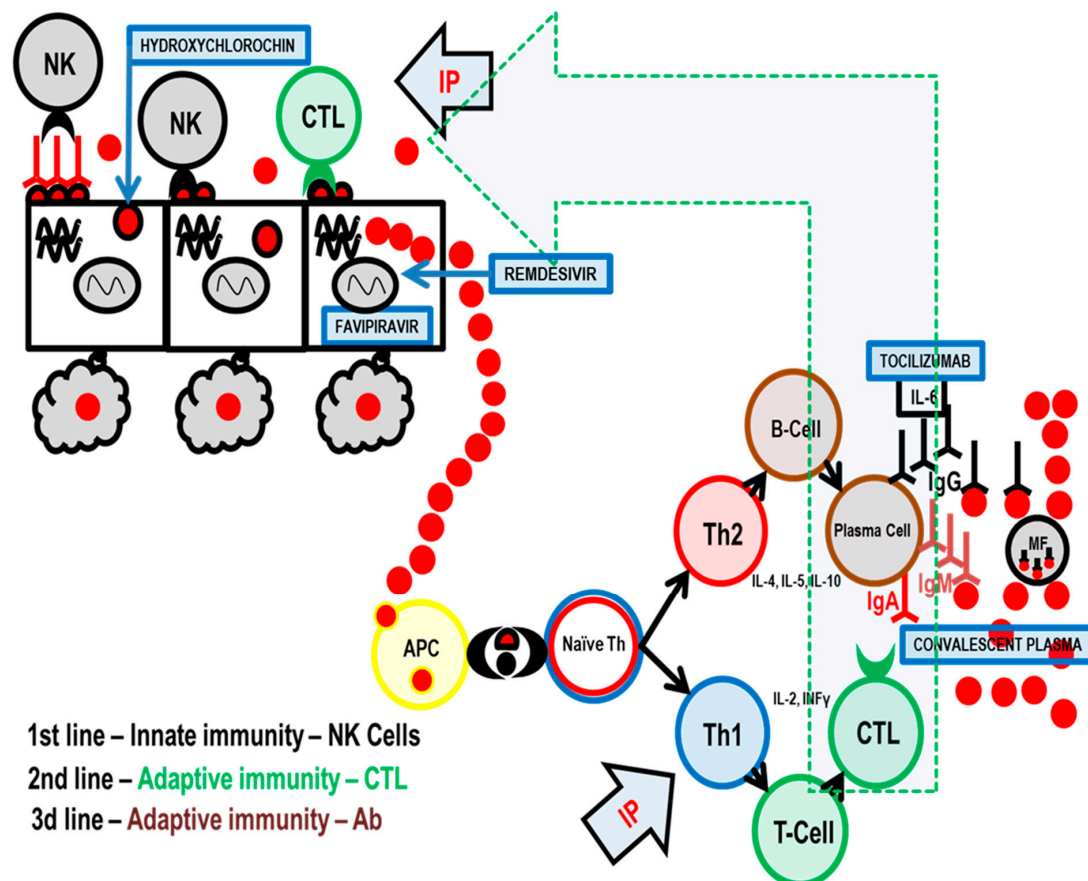 HYDROXYCHLOROCHIN
NK
NK
CTL
IP
REMDESIVIR
FAVIPIRAVIR
TOCILIZUMAB
IL-6
B-Cell
IgG
Th2
Plasma Cell
MF
IL-4, IL-5, IL-10
IgM
IgA
APC
Naïve Th
CONVALESCENT PLASMA
IL-2, INFγ
Th1
CTL
IP
T-Cell
1st line – Innate immunity – NK Cells
2nd line – Adaptive immunity – CTL
3d line – Adaptive immunity – Ab